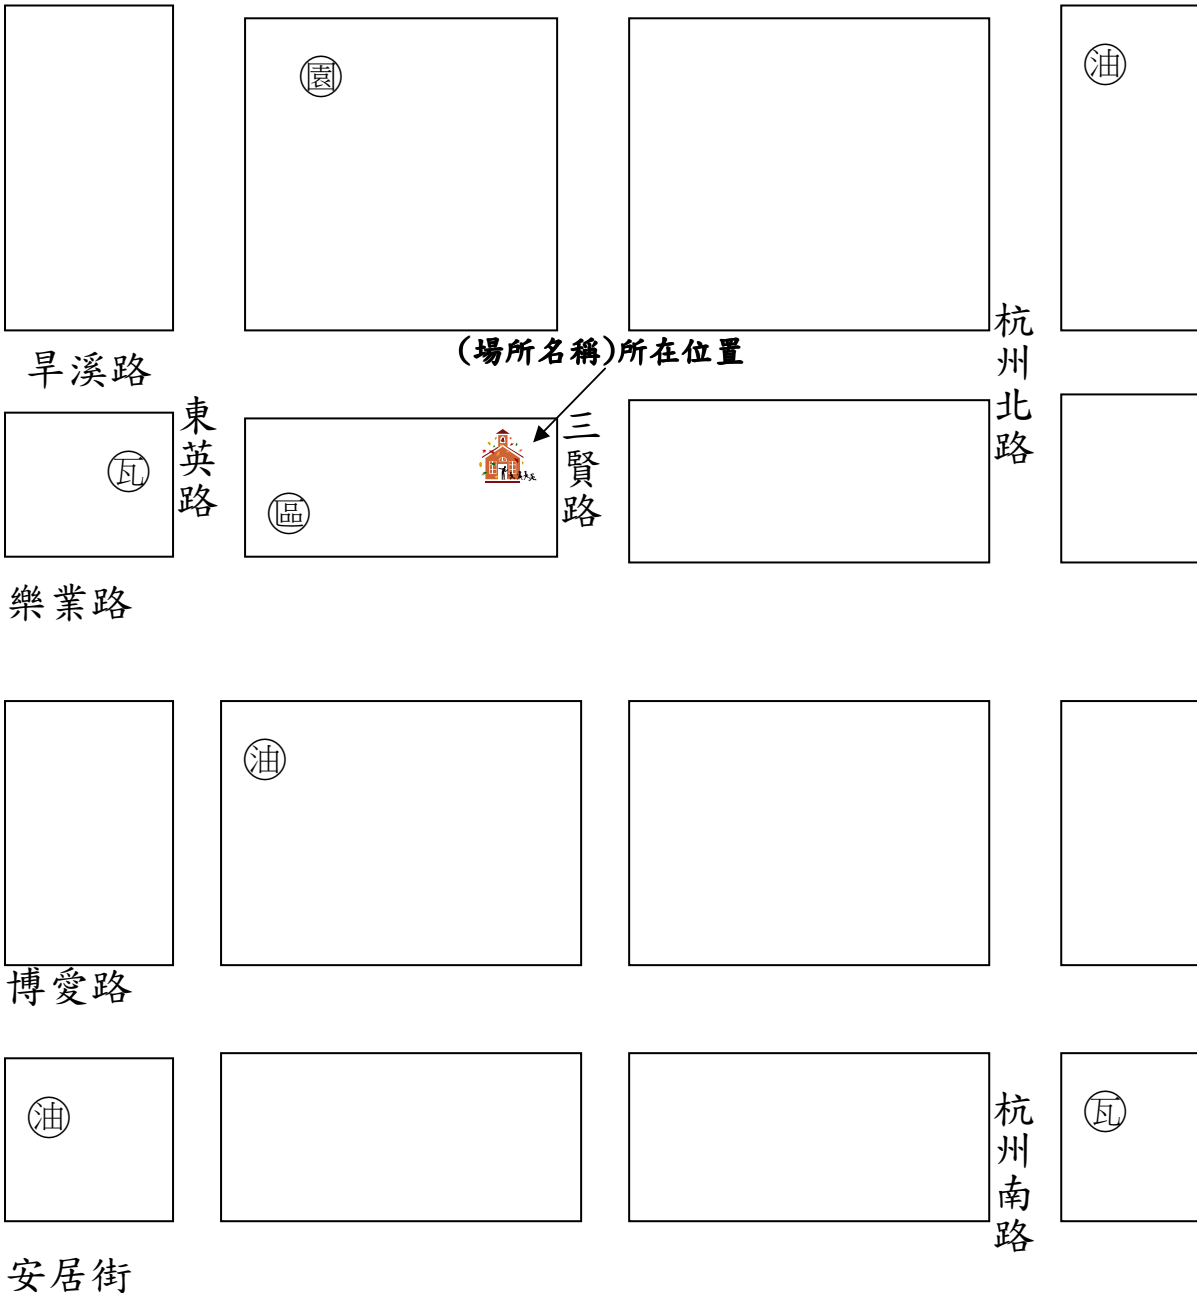 園
油
(場所名稱)所在位置
旱溪路
杭州北路
東英路
三賢路
瓦
區
樂業路
油
博愛路
油
杭州南路
瓦
安居街